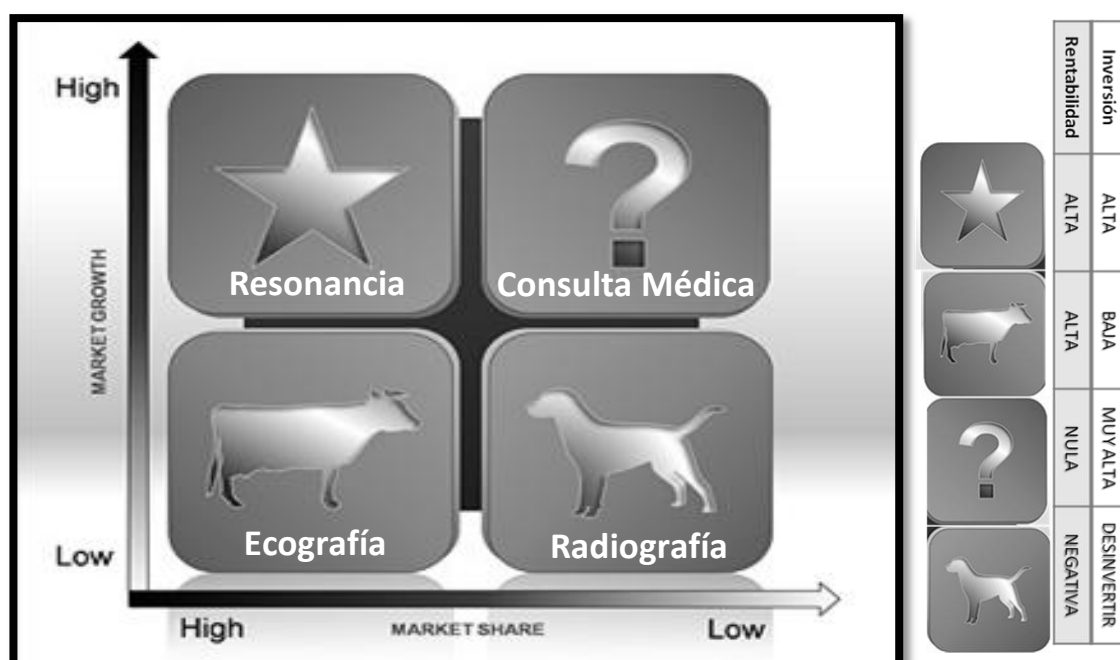 High
MARKET GROWTH
Low
Resonancia
Consulta Médica
Ecografía
Radiografía
High
MARKET SHARE
Low
Rentabilidad
Inversión
ALTA
ALTA
ALTA
BAJA
NULA
MUY ALTA
NEGATIVA
DESINVERTIR